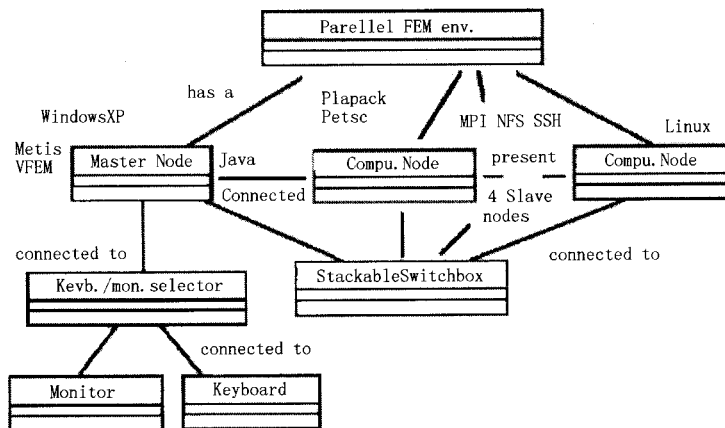 Parellel FEM env.
has a
Plapack
Petsc
WindowsXP
MPI NFS SSH
Linux
Metis
VFEM
Master Node
Java
Connected
Compu.Node
present
4 Slave
nodes
Compu.Node
connected to
StackableSwitchbox
connected to
Kevb./mon.selector
connected to
Monitor
Keyboard